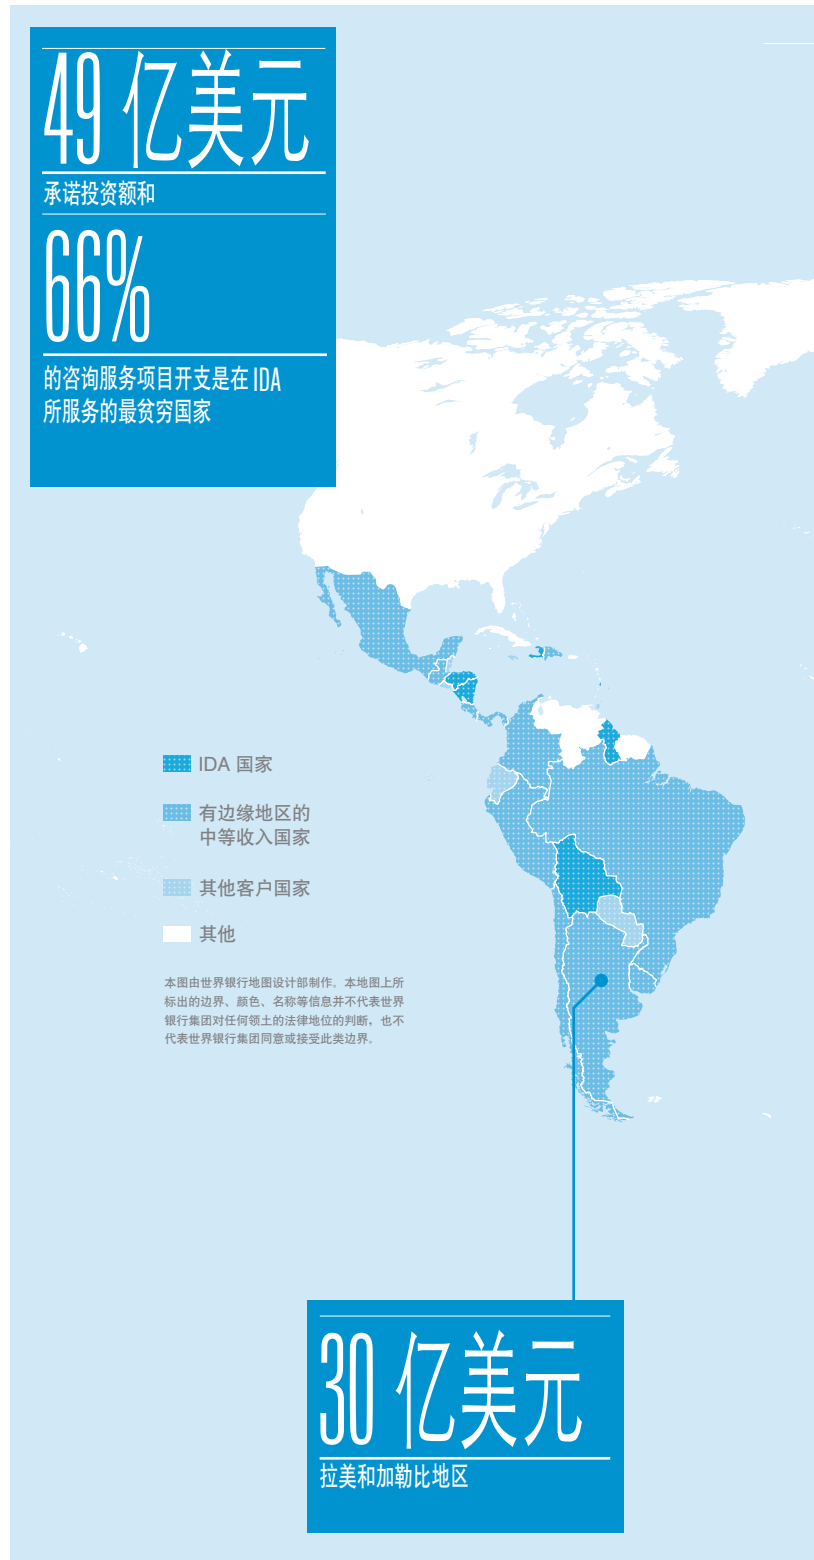 49 亿美元
承诺投资额和
66%
的咨询服务项目开支是在 IDA
所服务的最贫穷国家
IDA 国家
有边缘地区的
中等收入国家
其他客户国家
其他
本图由世界银行地图设计部制作。本地图上所
标出的边界、颜色、名称等信息并不代表世界
银行集团对任何领土的法律地位的判断，也不
代表世界银行集团同意或接受此类边界。
30 亿美元
拉美和加勒比地区